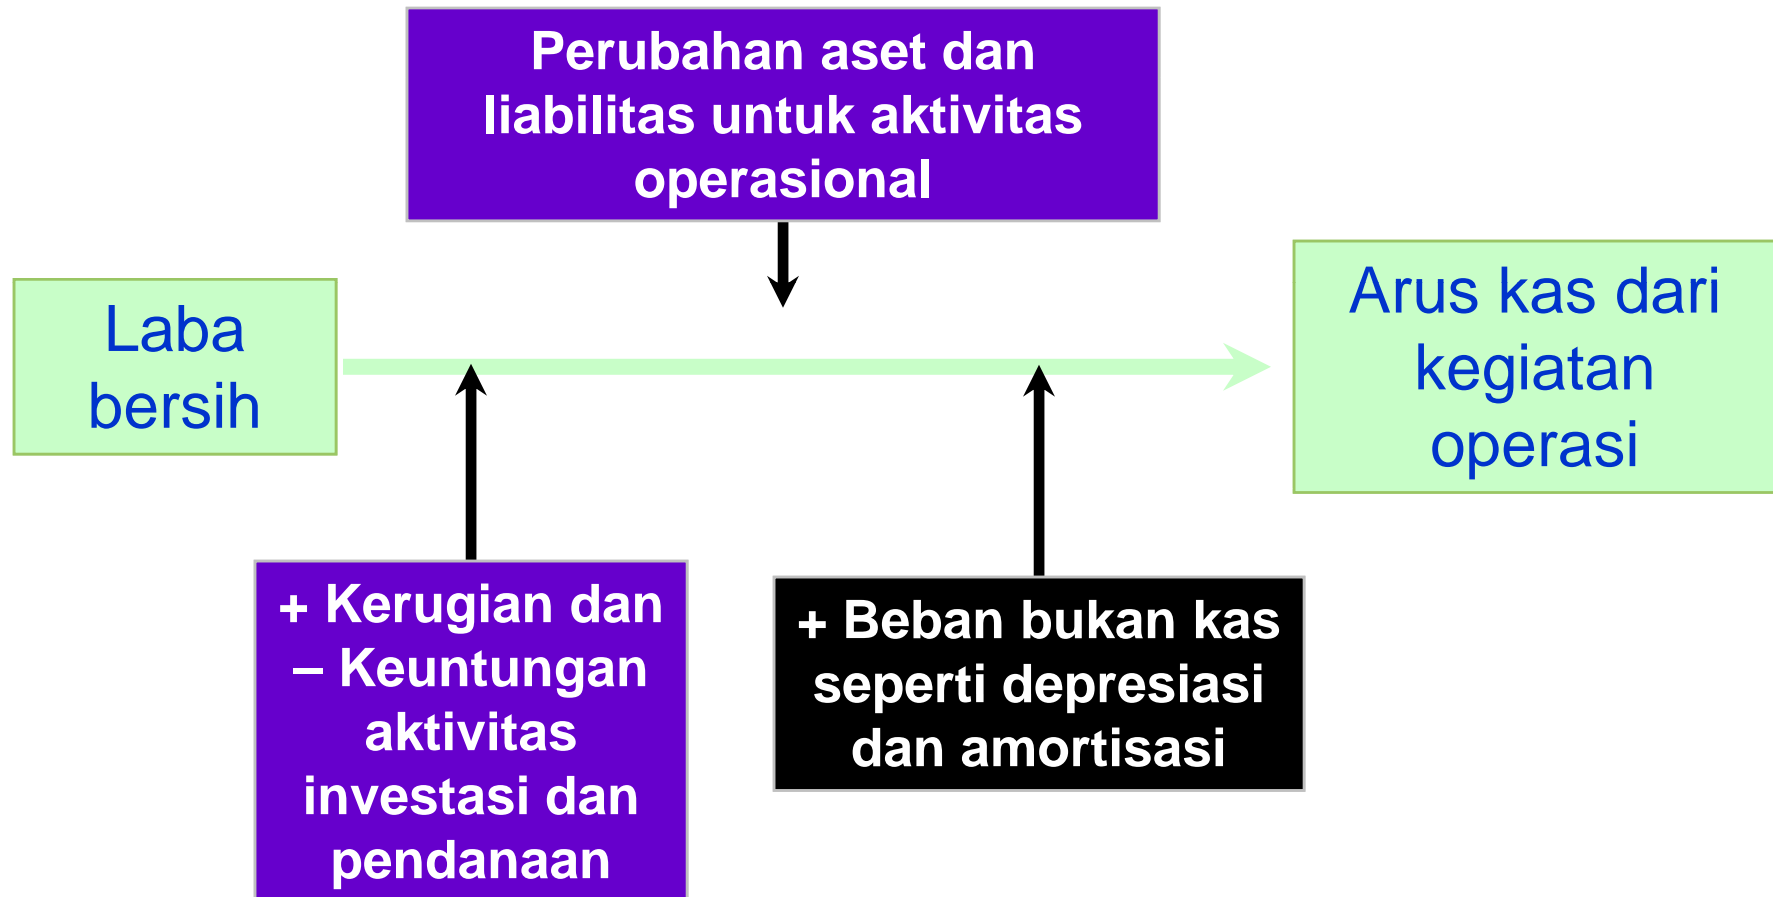 Perubahan aset dan
liabilitas untuk aktivitas
operasional
Laba
bersih
Arus kas dari
kegiatan
operasi
+ Kerugian dan
– Keuntungan
aktivitas
investasi dan
pendanaan
+ Beban bukan kas
seperti depresiasi
dan amortisasi